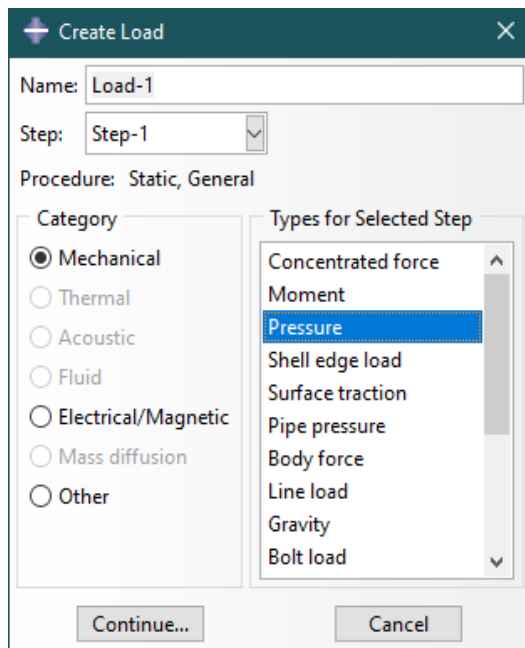 Create Load
Name: Load-1
Step: Step-1
Procedure: Static, General
Category
Mechanical
Thermal
Acoustic
Fluid
Electrical/Magnetic
Mass diffusion
Other
Types for Selected Step
Concentrated force
Moment
Pressure
Shell edge load
Surface traction
Pipe pressure
Body force
Line load
Gravity
Bolt load
Continue...
Cancel